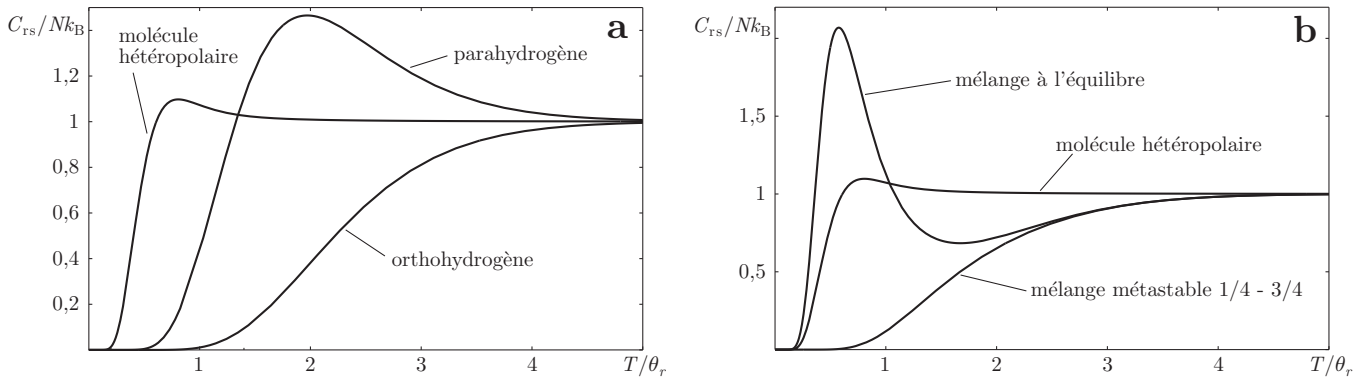 C_rs/Nk_B
a
molécule
hétéropolaire
parahydrogène
1,2
1
0,8
0,6
orthohydrogène
0,4
0,2
1
2
3
4
T/θ_r
C_rs/Nk_B
b
mélange à l'équilibre
1,5
molécule hétéropolaire
1
0,5
mélange métastable 1/4 - 3/4
1
2
3
4
T/θ_r